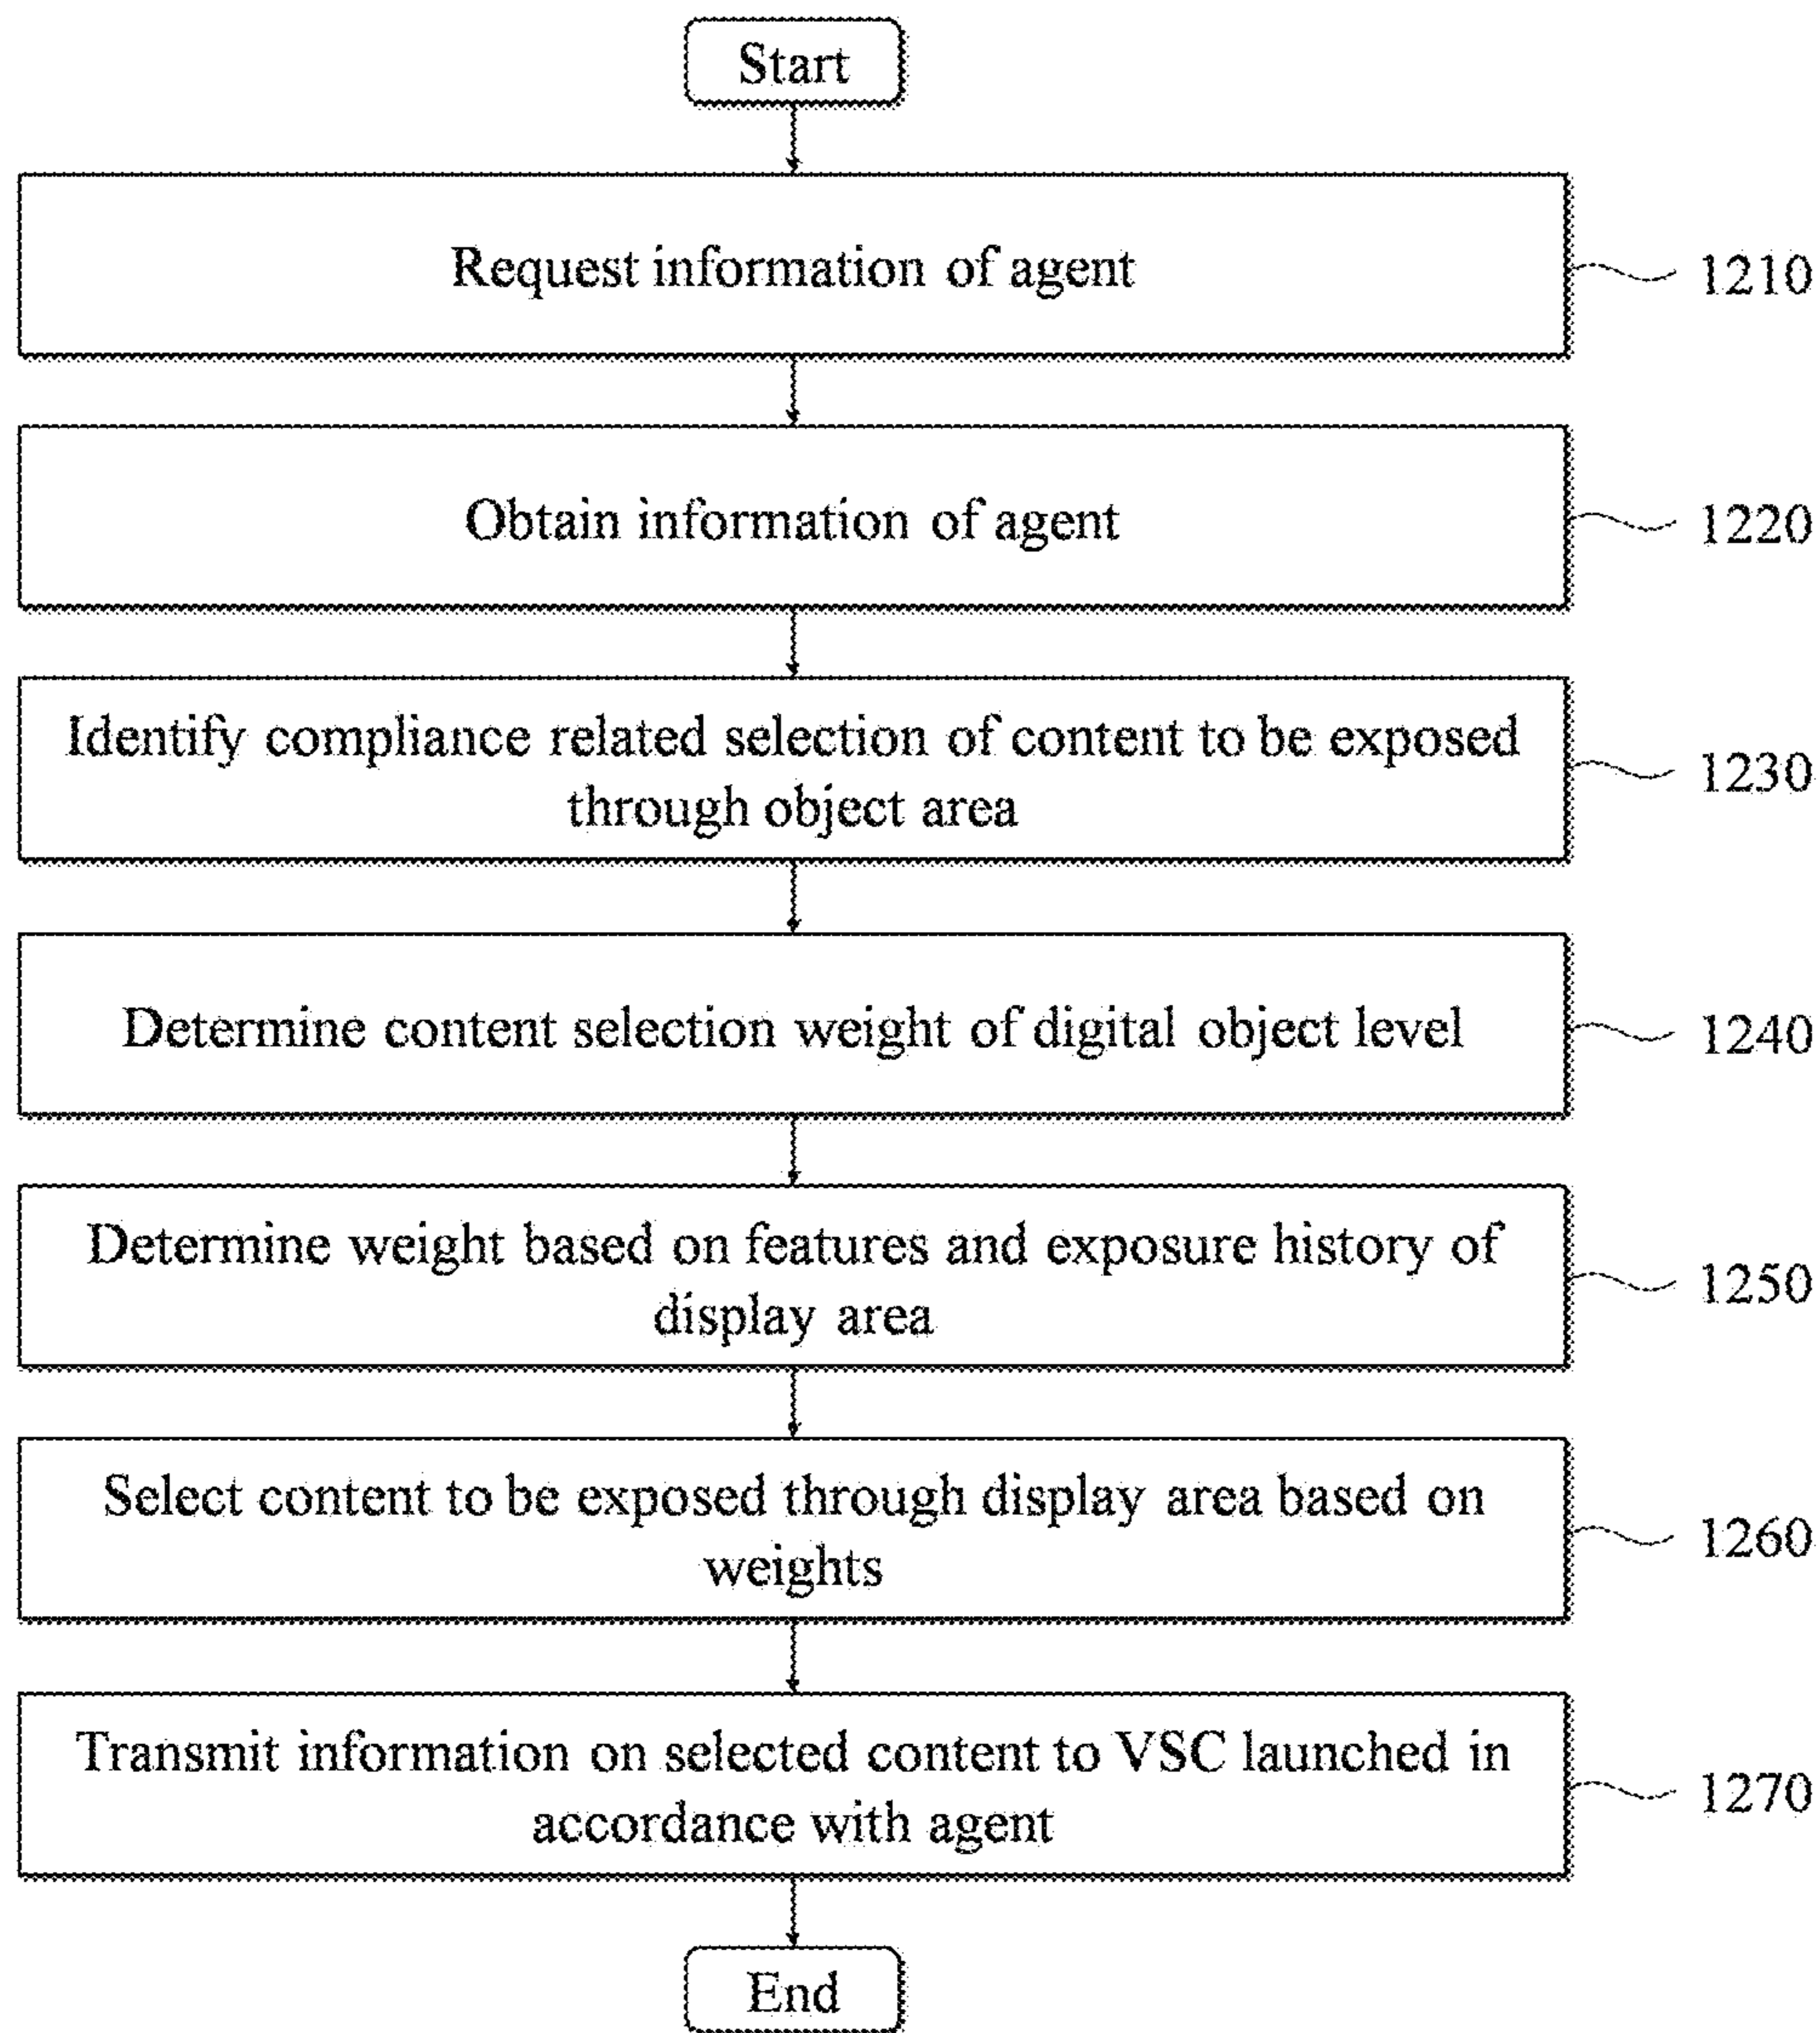 Start
Request information of agent
1210
Obtain information of agent
1220
Identify compliance related selection of content to be exposed
through object area
1230
Determine content selection weight of digital object level
1240
Determine weight based on features and exposure history of
display area
1250
Select content to be exposed through display area based on
weights
1260
Transmit information on selected content to VSC launched in
accordance with agent
1270
End